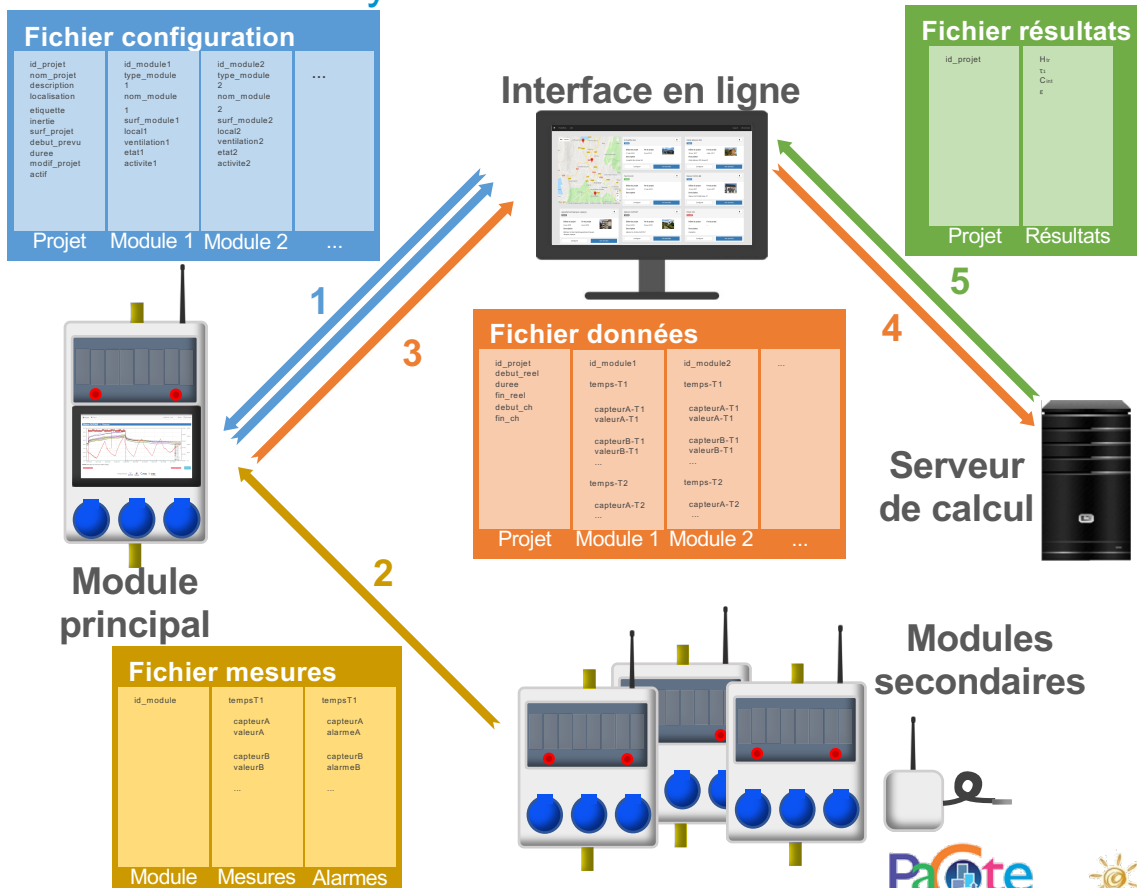 y
Fichier configuration
id_projet
nom_projet
description
localisation
etiquette
inertie
surf_projet
debut_prevu
duree
modif_projet
actif
Projet
id_module1
type_module
1
nom_module
1
surf_module1
local1
ventilation1
etat1
activite1
Module 1
id_module2
type_module
2
nom_module
2
surf_module2
local2
ventilation2
etat2
activite2
Module 2
...
...
Interface en ligne
Fichier résultats
id_projet
Projet
τ1
ε
Résultats
1
3
5
4
2
Fichier données
id_projet
debut_reel
duree
fin_reel
debut_ch
fin_ch
Projet
id_module1
temps-T1
capteurA-T1
valeurA-T1
capteurB-T1
valeurB-T1
...
temps-T2
capteurA-T2
...
Module 1
id_module2
temps-T1
capteurA-T1
valeurA-T1
capteurB-T1
valeurB-T1
...
temps-T2
capteurA-T2
...
Module 2
...
...
Serveur
de calcul
Module
principal
Fichier mesures
id_module
Module
tempsT1
capteurA
valeurA
capteurB
valeurB
...
Mesures
tempsT1
capteurA
alarmeA
capteurB
alarmeB
...
Alarmes
Modules
secondaires
PaCte